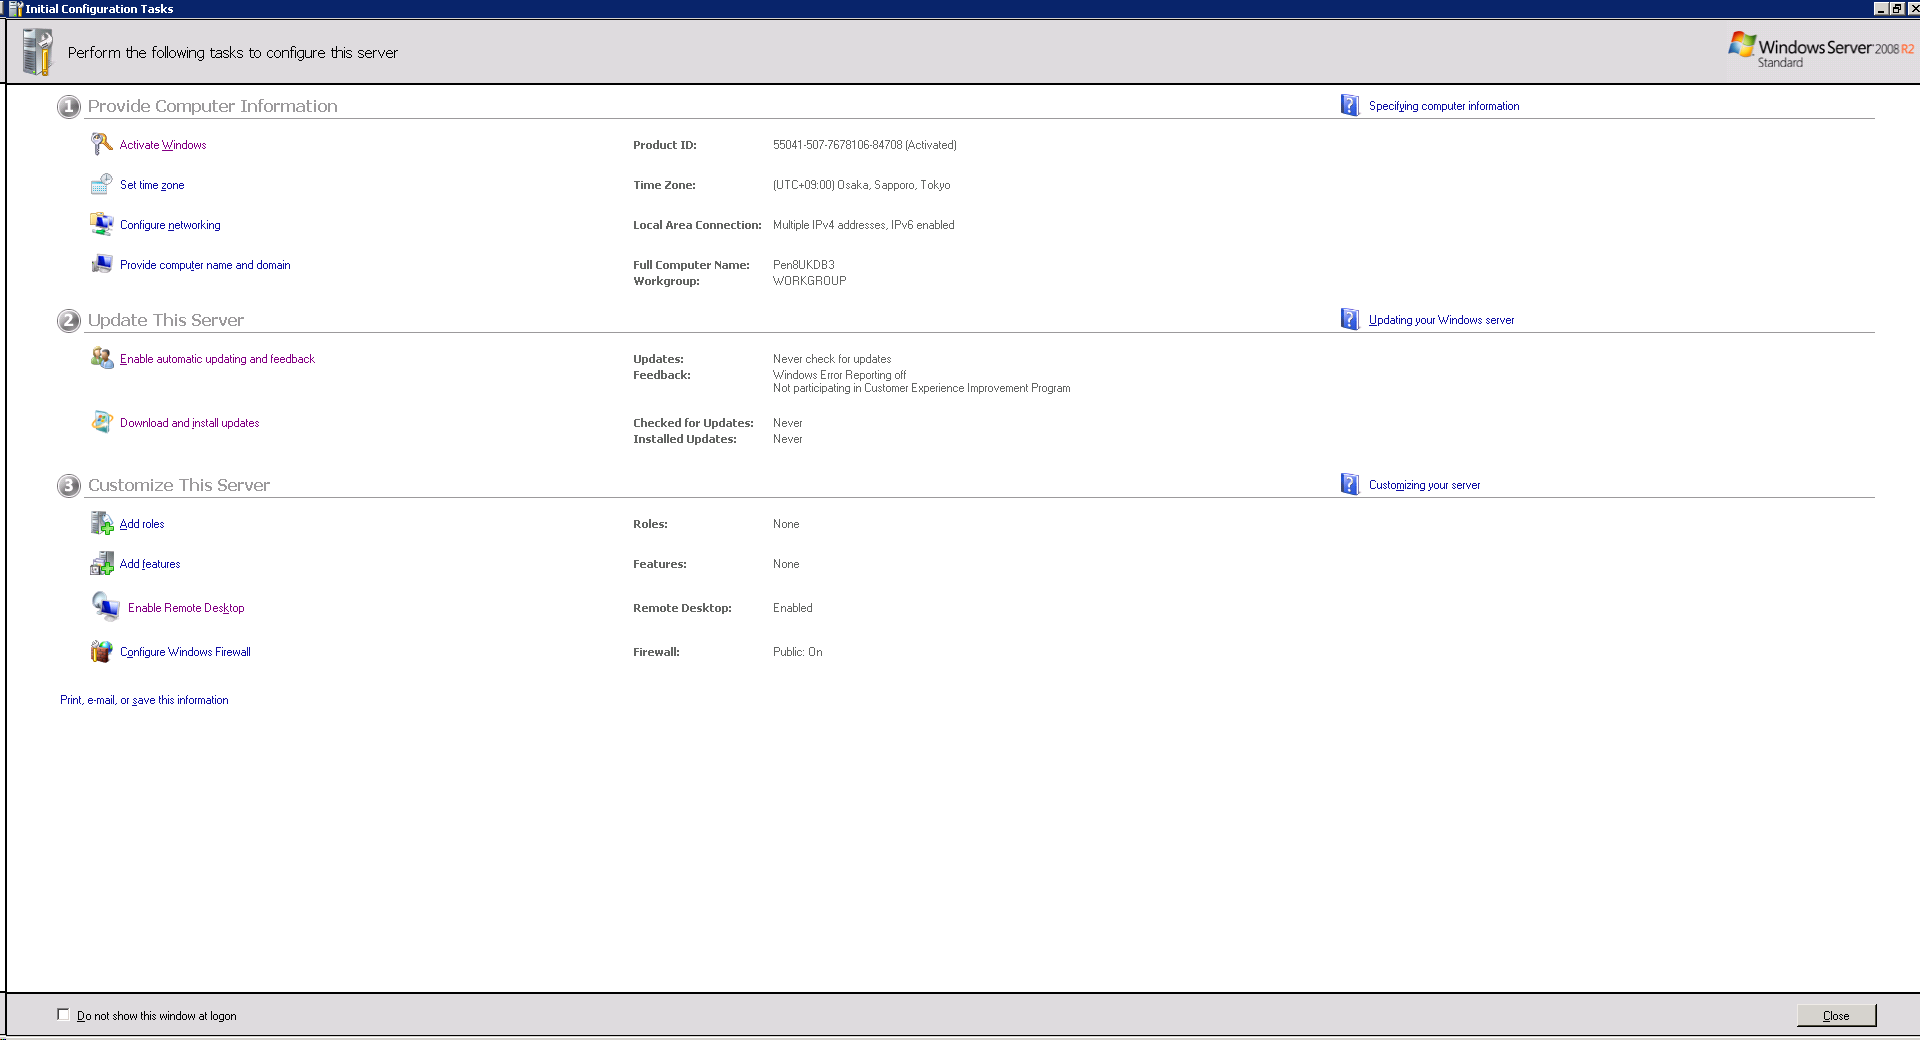 Initial Configuration Tasks
Perform the following tasks to configure this server
Windows Server 2008 R2
Standard
1 Provide Computer Information
Specifying computer information
Activate Windows
Product ID: 55041-507-7678106-84708 (Activated)
Set time zone
Time Zone: (UTC+09:00) Osaka, Sapporo, Tokyo
Configure networking
Local Area Connection: Multiple IPv4 addresses, IPv6 enabled
Provide computer name and domain
Full Computer Name: Pen8UKDB3
Workgroup: WORKGROUP
2 Update This Server
Updating your Windows server
Enable automatic updating and feedback
Updates: Never check for updates
Feedback: Windows Error Reporting off
Not participating in Customer Experience Improvement Program
Download and install updates
Checked for Updates: Never
Installed Updates: Never
3 Customize This Server
Customizing your server
Add roles
Roles: None
Add features
Features: None
Enable Remote Desktop
Remote Desktop: Enabled
Configure Windows Firewall
Firewall: Public: On
Print, e-mail, or save this information
Do not show this window at logon
Close